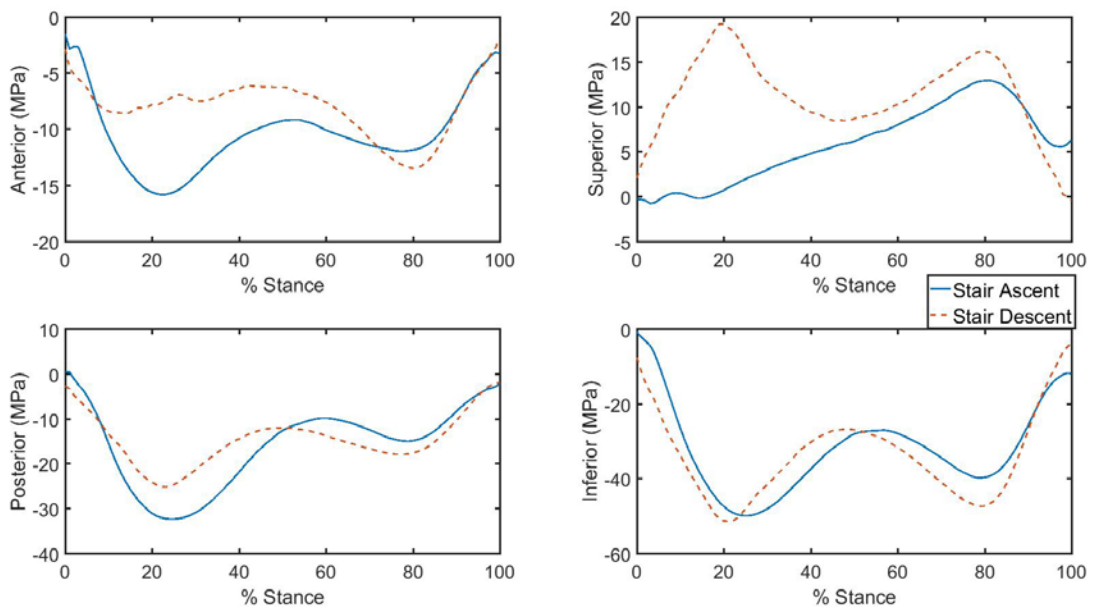 0
-5
-10
-15
-20
Anterior (MPa)
0 20 40 60 80 100
% Stance
20
15
10
5
0
-5
Superior (MPa)
0 20 40 60 80 100
% Stance
Stair Ascent
Stair Descent
10
0
-10
-20
-30
-40
Posterior (MPa)
0 20 40 60 80 100
% Stance
0
-20
-40
-60
Inferior (MPa)
0 20 40 60 80 100
% Stance